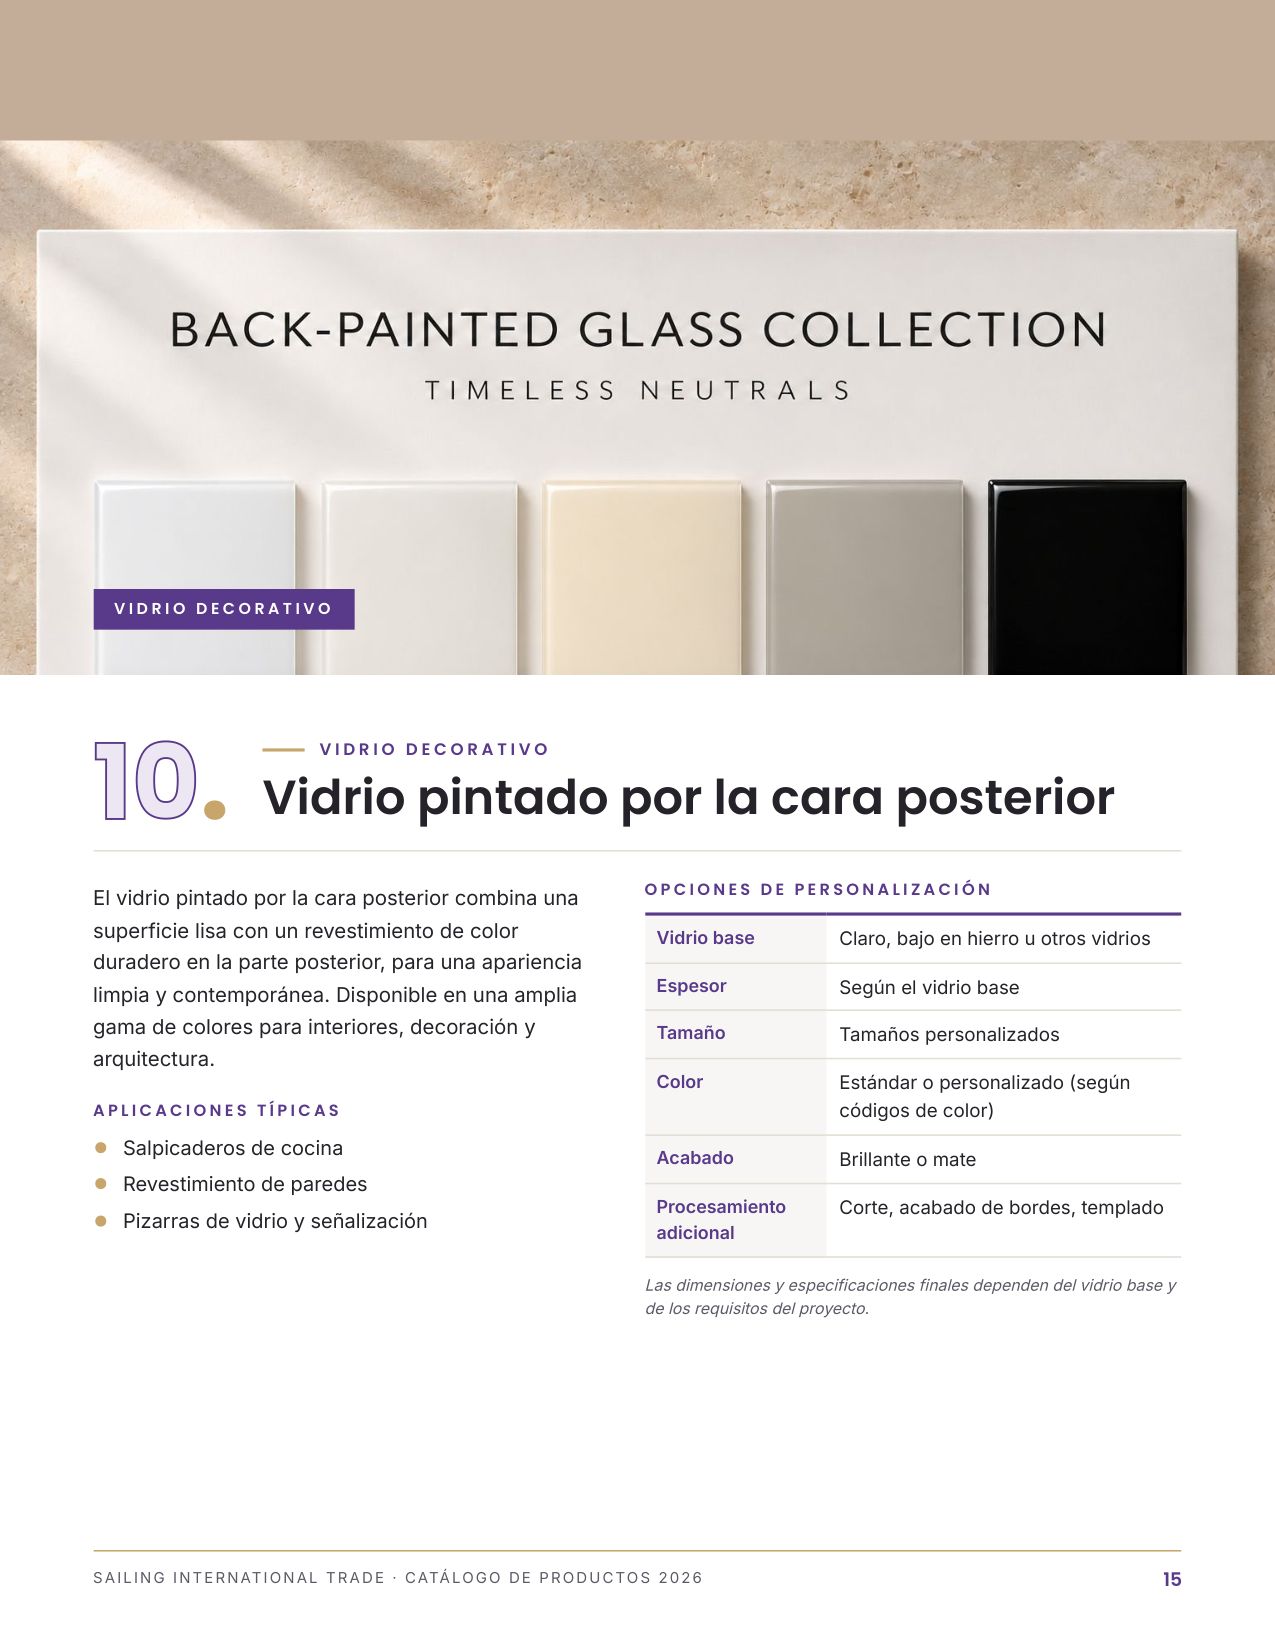 BACK-PAINTED GLASS COLLECTION
TIMELESS NEUTRALS
VIDRIO DECORATIVO
10.
VIDRIO DECORATIVO
Vidrio pintado por la cara posterior
El vidrio pintado por la cara posterior combina una
superficie lisa con un revestimiento de color
duradero en la parte posterior, para una apariencia
limpia y contemporánea. Disponible en una amplia
gama de colores para interiores, decoración y
arquitectura.
APLICACIONES TÍPICAS
Salpicaderos de cocina
Revestimiento de paredes
Pizarras de vidrio y señalización
OPCIONES DE PERSONALIZACIÓN
Vidrio base Claro, bajo en hierro u otros vidrios
Espesor Según el vidrio base
Tamaño Tamaños personalizados
Color Estándar o personalizado (según
códigos de color)
Acabado Brillante o mate
Procesamiento Corte, acabado de bordes, templado
adicional
Las dimensiones y especificaciones finales dependen del vidrio base y
de los requisitos del proyecto.
SAILING INTERNATIONAL TRADE · CATÁLOGO DE PRODUCTOS 2026
15